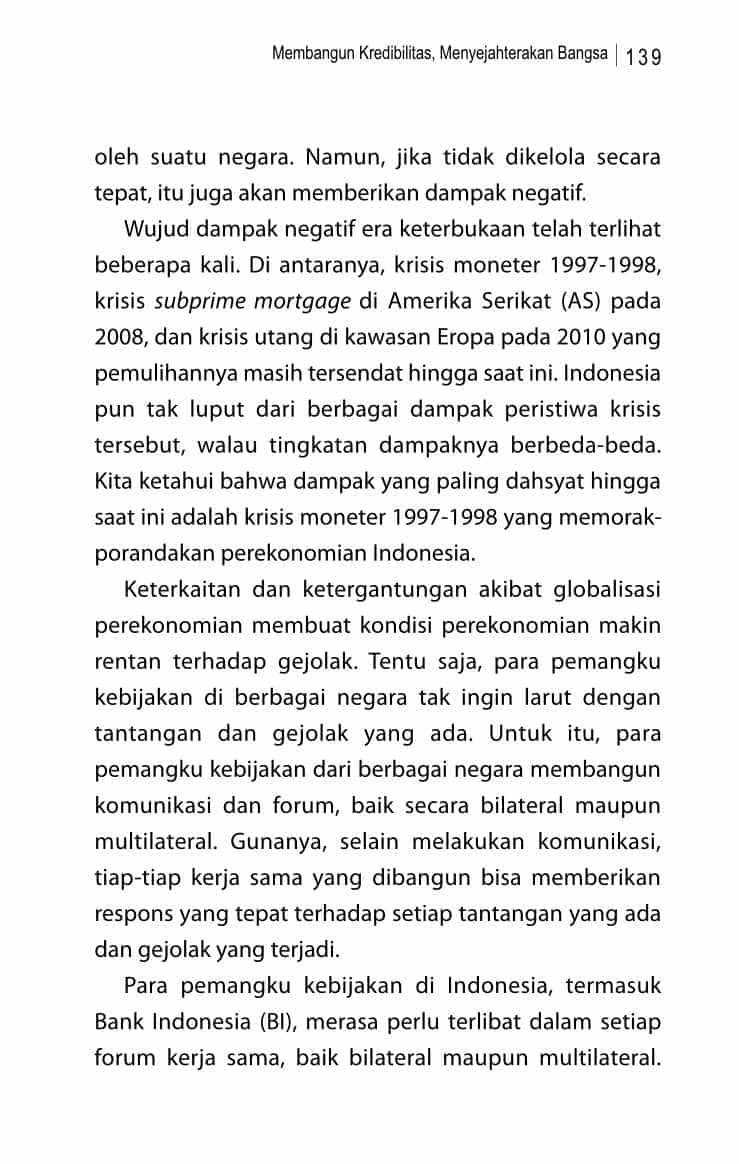 Membangun Kredibilitas, Menyejahterakan Bangsa | 139
oleh suatu negara. Namun, jika tidak dikelola secara
tepat, itu juga akan memberikan dampak negatif.
Wujud dampak negatif era keterbukaan telah terlihat
beberapa kali. Di antaranya, krisis moneter 1997-1998,
krisis subprime mortgage di Amerika Serikat (AS) pada
2008, dan krisis utang di kawasan Eropa pada 2010 yang
pemulihannya masih tersendat hingga saat ini. Indonesia
pun tak luput dari berbagai dampak peristiwa krisis
tersebut, walau tingkatan dampaknya berbeda-beda.
Kita ketahui bahwa dampak yang paling dahsyat hingga
saat ini adalah krisis moneter 1997-1998 yang memorak-
porandakan perekonomian Indonesia.
Keterkaitan dan ketergantungan akibat globalisasi
perekonomian membuat kondisi perekonomian makin
rentan terhadap gejolak. Tentu saja, para pemangku
kebijakan di berbagai negara tak ingin larut dengan
tantangan dan gejolak yang ada. Untuk itu, para
pemangku kebijakan dari berbagai negara membangun
komunikasi dan forum, baik secara bilateral maupun
multilateral. Gunanya, selain melakukan komunikasi,
tiap-tiap kerja sama yang dibangun bisa memberikan
respons yang tepat terhadap setiap tantangan yang ada
dan gejolak yang terjadi.
Para pemangku kebijakan di Indonesia, termasuk
Bank Indonesia (BI), merasa perlu terlibat dalam setiap
forum kerja sama, baik bilateral maupun multilateral.